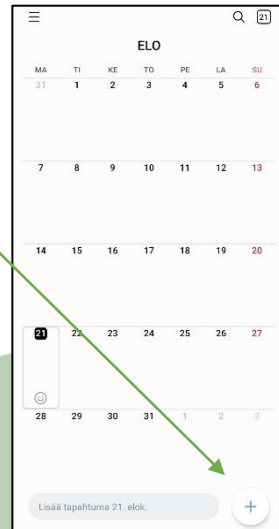 21
ELO
MA TI KE TO PE LA SU
31 1 2 3 4 5 6
7 8 9 10 11 12 13
14 15 16 17 18 19 20
21 22 23 24 25 26 27
28 29 30 31 1 2 3
Lisää tapahtuma 21. elok.